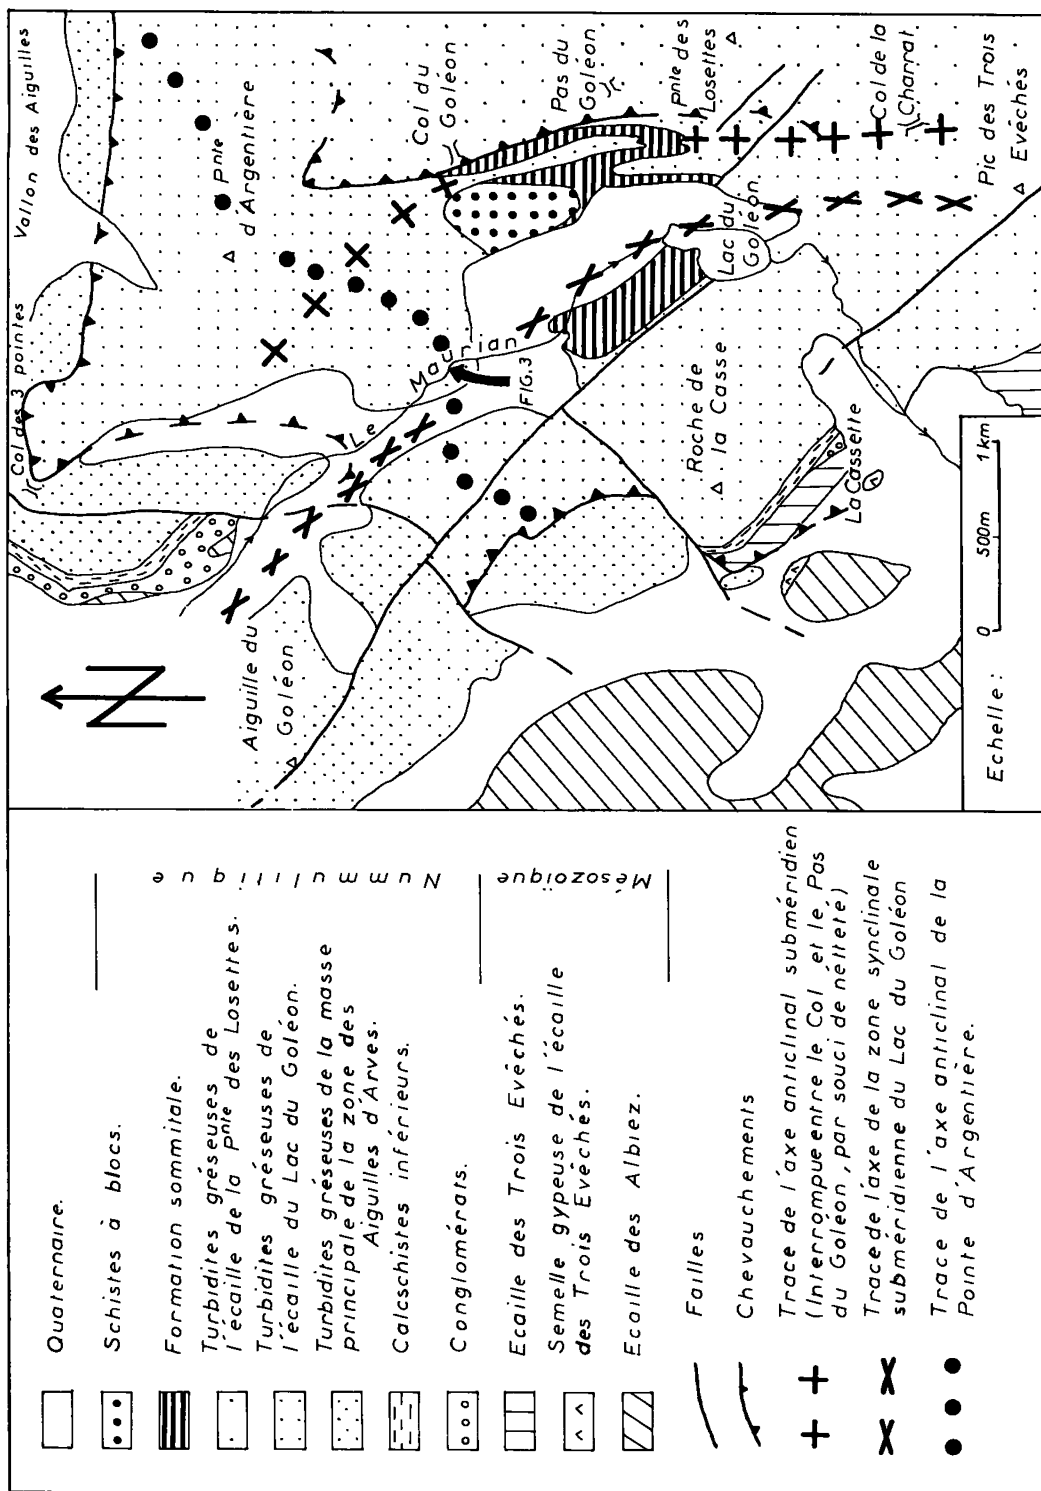 Quaternaire.
Schistes à blocs.
Formation sommitale.
Turbidites gréseuses de
l'écaille de la Pnte des Losettes.
Turbidites gréseuses de
l'écaille du Lac du Goléon.
Turbidites gréseuses de la masse
principale de la zone des
Aiguilles d'Arves.
Calcschistes inférieurs.
Conglomérats.
Ecaille des Trois Evêchés.
Semelle gypeuse de l'écaille
des Trois Evêchés.
Ecaille des Albiez.
Nummulitique
Mésozoïque
Failles
Chevauchements
Trace de l'axe anticlinal subméridien
(Interrompue entre le Col et le Pas
du Goléon, par souci de netteté)
Trace de l'axe de la zone synclinale
subméridienne du Lac du Goléon
Trace de l'axe anticlinal de la
Pointe d'Argentière.
N
Vallon des Aiguilles
Col des 3 pointes
Pnte
d'Argentière
Col du
Goléon
Pas du
Goléon
Pnte des
Losettes
Col de la
Charrat
Pic des Trois
Evêchés
Aiguille du
Goléon
Le Maurian
FIG.3
Lac du
Goléon
Roche de
la Casse
La Cassette
Echelle :
0 500m 1km